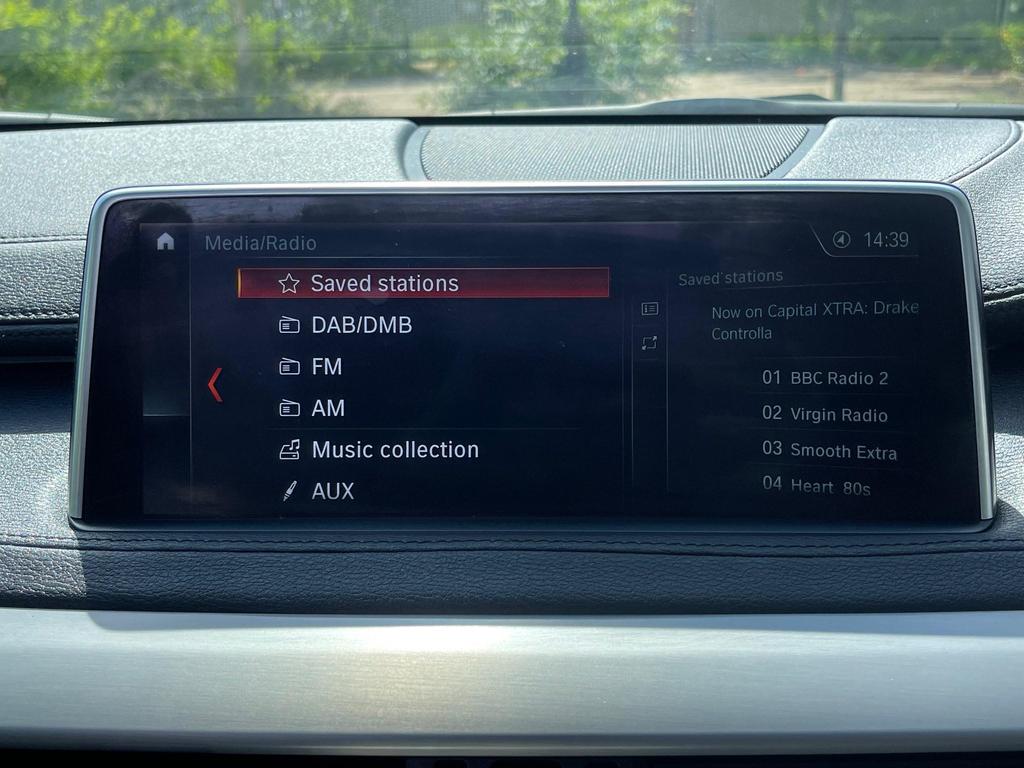 Media/Radio
14:39
Saved stations
DAB/DMB
FM
AM
Music collection
AUX
Saved stations
Now on Capital XTRA: Drake
Controlla
01 BBC Radio 2
02 Virgin Radio
03 Smooth Extra
04 Heart 80s